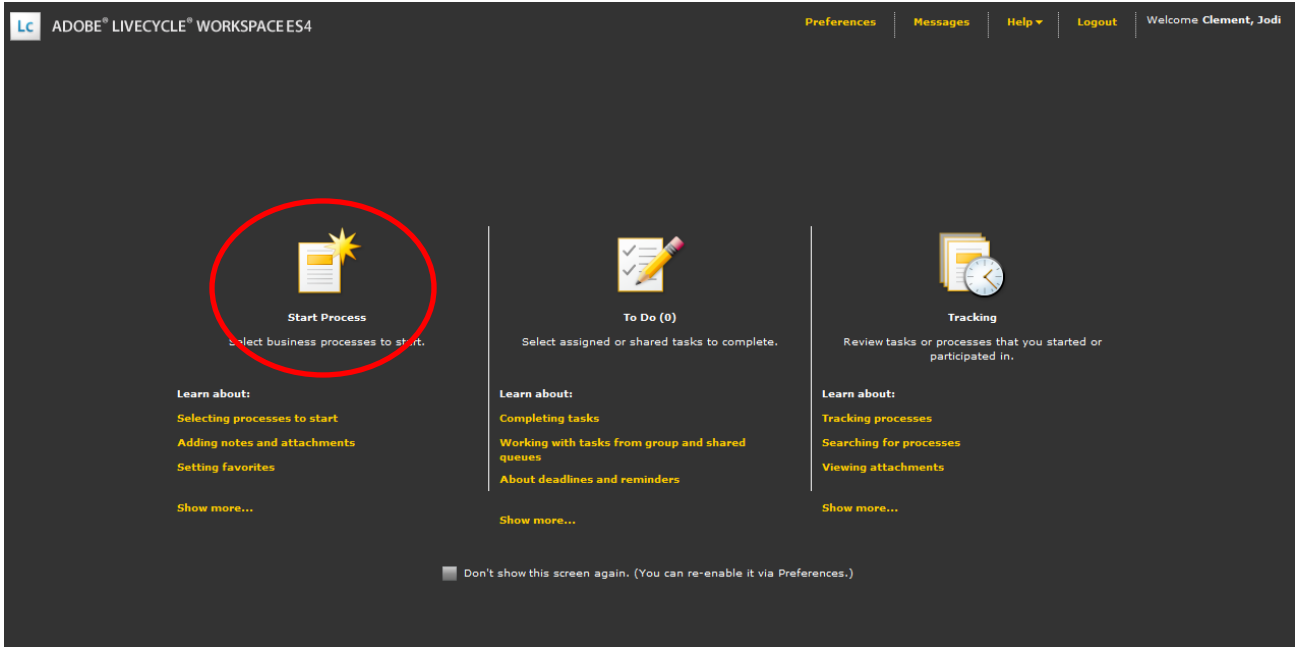 Lc ADOBE® LIVECYCLE® WORKSPACE ES4
Preferences Messages Help Logout Welcome Clement, Jodi
Start Process
Select business processes to start.
Learn about:
Selecting processes to start
Adding notes and attachments
Setting favorites
Show more...
To Do (0)
Select assigned or shared tasks to complete.
Learn about:
Completing tasks
Working with tasks from group and shared
queues
About deadlines and reminders
Show more...
Tracking
Review tasks or processes that you started or
participated in.
Learn about:
Tracking processes
Searching for processes
Viewing attachments
Show more...
Don't show this screen again. (You can re-enable it via Preferences.)